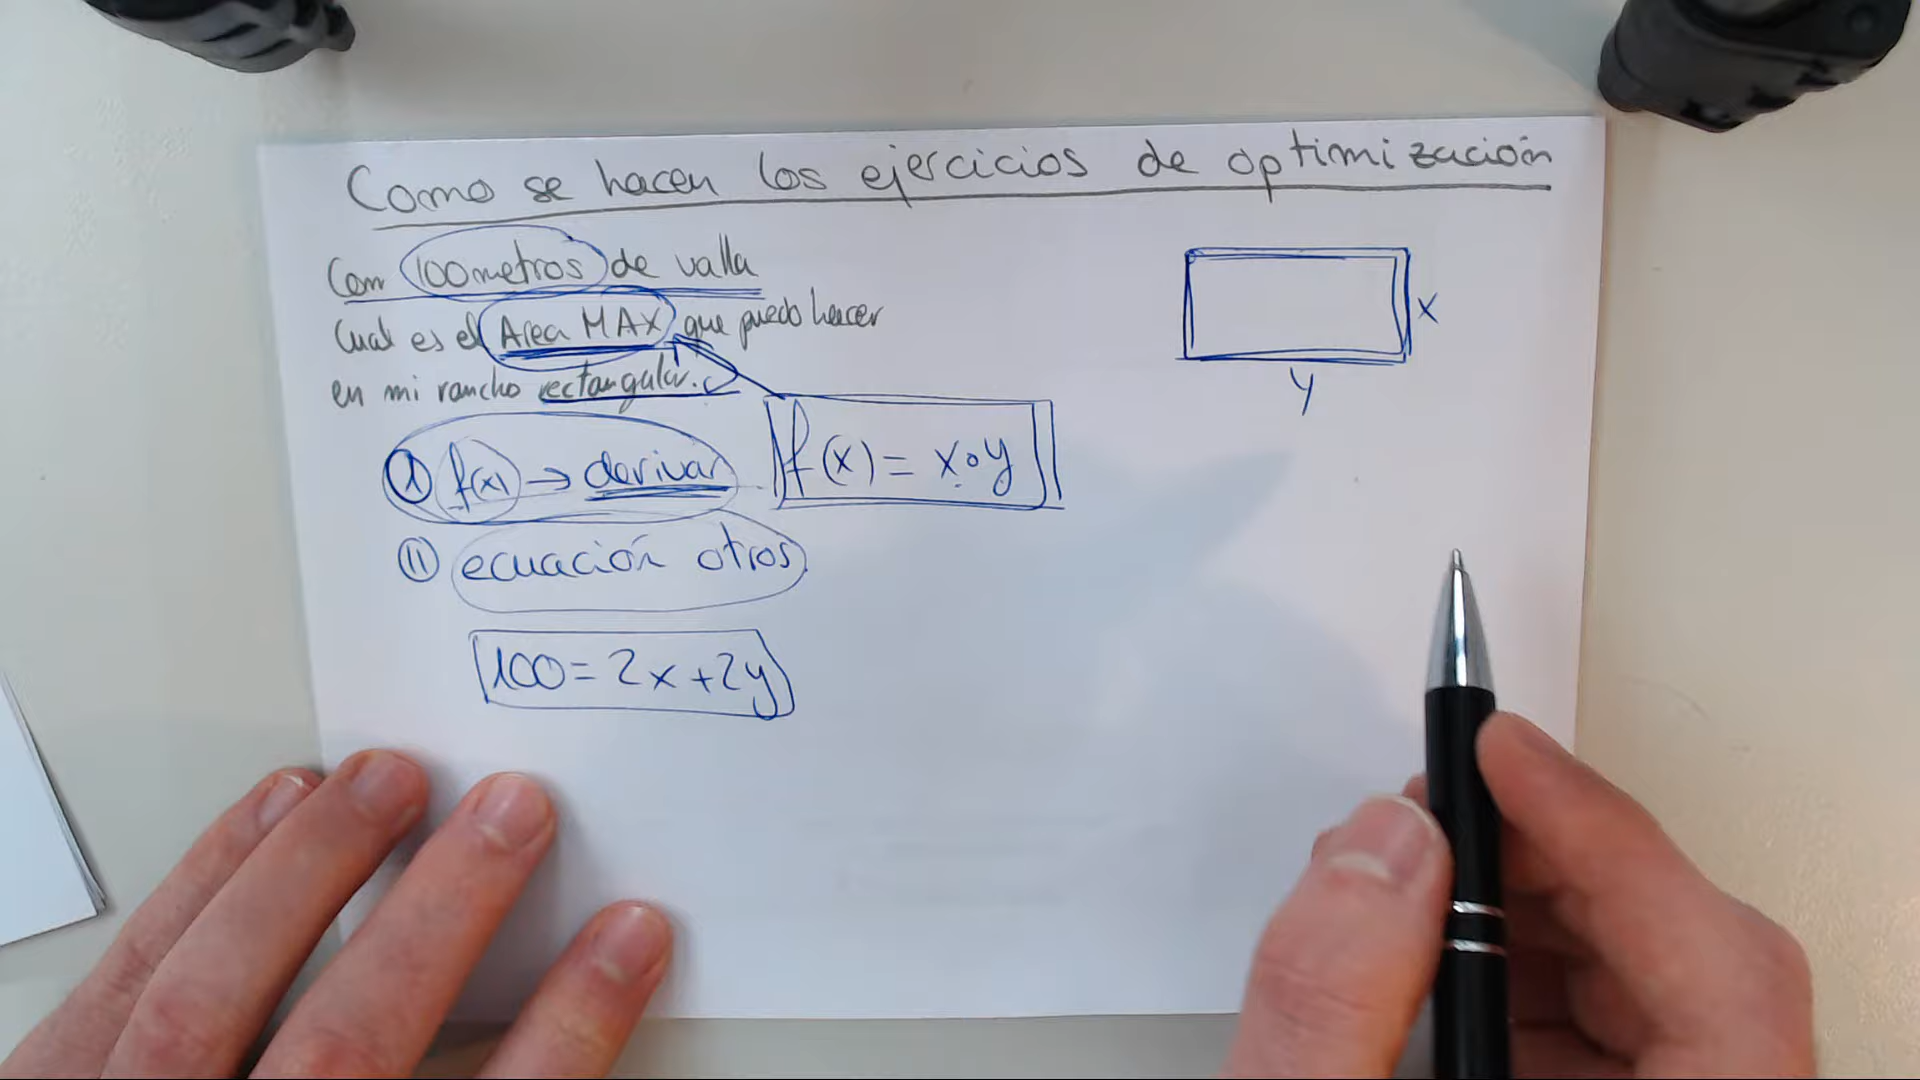 Como se hacen los ejercicios de optimización
Con 100 metros de valla
Cual es el Area MAX que puedo hacer
en mi rancho rectangular.
I f(x) → derivar
f(x) = x·y
II ecuación otros
100 = 2x + 2y
x
y